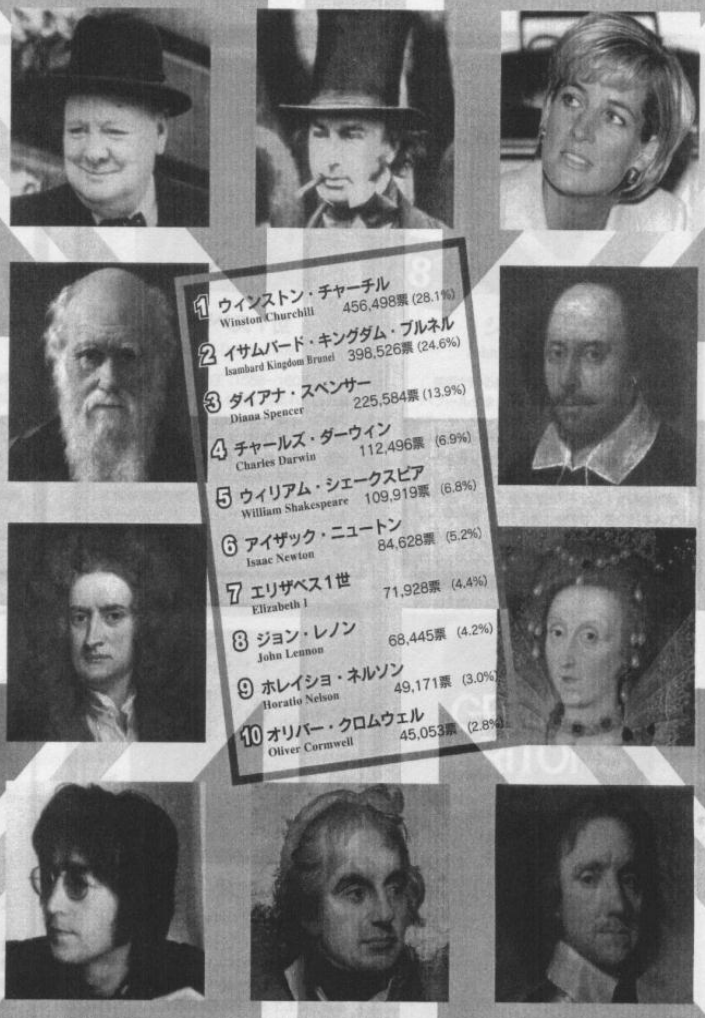 1 ウィンストン・チャーチル
Winston Churchill 456,498票 (28.1%)
2 イサムバード・キングダム・ブルネル
Isambard Kingdom Brunei 398,526票 (24.6%)
3 ダイアナ・スペンサー
Diana Spencer 225,584票 (13.9%)
4 チャールズ・ダーウィン
Charles Darwin 112,496票 (6.9%)
5 ウィリアム・シェークスピア
William Shakespeare 109,919票 (6.8%)
6 アイザック・ニュートン
Isaac Newton 84,628票 (5.2%)
7 エリザベス1世
Elizabeth I 71,928票 (4.4%)
8 ジョン・レノン
John Lennon 68,445票 (4.2%)
9 ホレイショ・ネルソン
Horatio Nelson 49,171票 (3.0%)
10 オリバー・クロムウェル
Oliver Cormwell 45,053票 (2.8%)